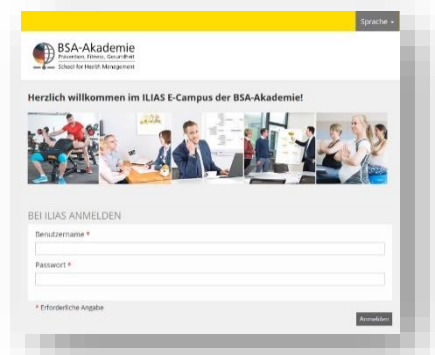 Sprache
BSA-Akademie
Prävention, Fitness, Gesundheit
School for Health Management
Herzlich willkommen im ILIAS E-Campus der BSA-Akademie!
BEI ILIAS ANMELDEN
Benutzername *
Passwort *
* Erforderliche Angabe
Anmelden